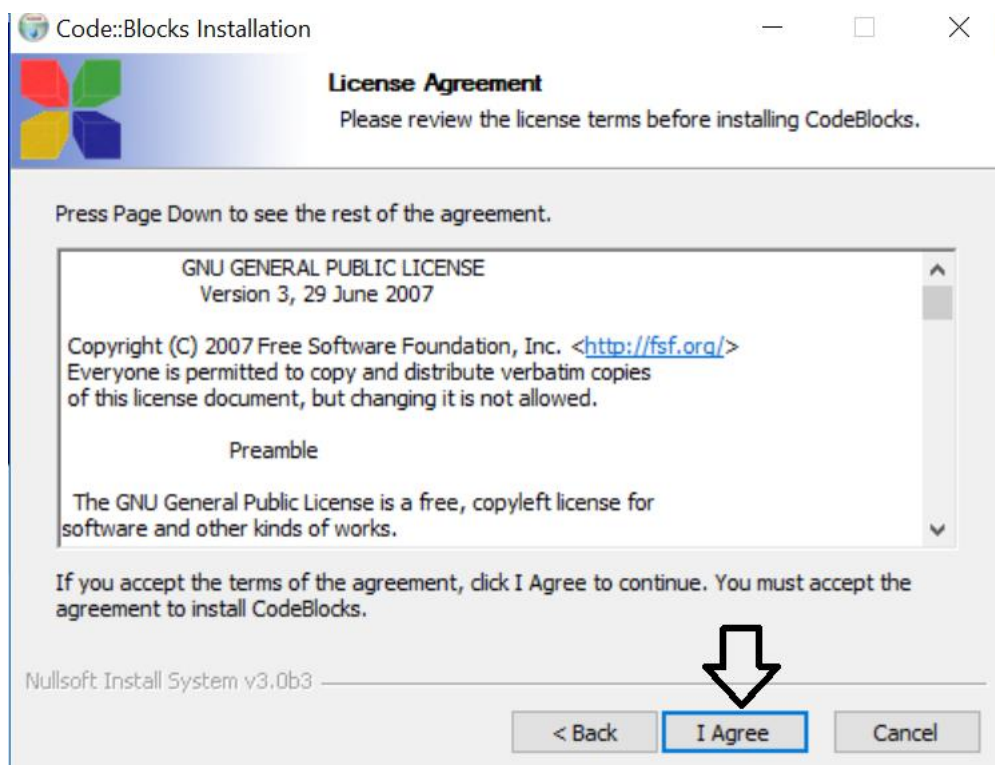 Code::Blocks Installation
License Agreement
Please review the license terms before installing CodeBlocks.
Press Page Down to see the rest of the agreement.
GNU GENERAL PUBLIC LICENSE
Version 3, 29 June 2007
Copyright (C) 2007 Free Software Foundation, Inc. <http://fsf.org/>
Everyone is permitted to copy and distribute verbatim copies
of this license document, but changing it is not allowed.
Preamble
The GNU General Public License is a free, copyleft license for
software and other kinds of works.
If you accept the terms of the agreement, click I Agree to continue. You must accept the
agreement to install CodeBlocks.
Nullsoft Install System v3.0b3
< Back I Agree Cancel